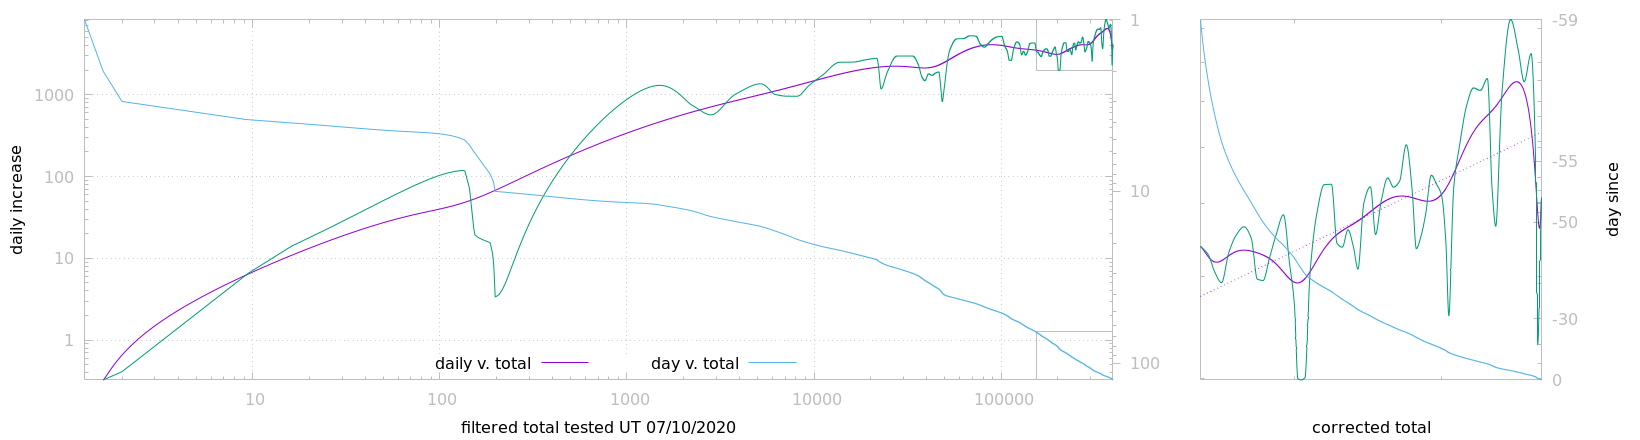 daily increase
1000
100
10
1
daily v. total
day v. total
10
100
1000
10000
100000
filtered total tested UT 07/10/2020
1
10
100
-59
-55
-50
-30
0
day since
corrected total